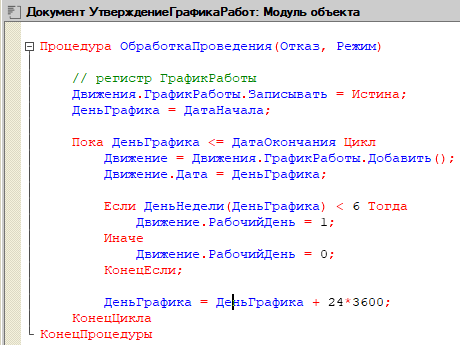 Документ УтверждениеГрафикаРабот: Модуль объекта
Процедура ОбработкаПроведения(Отказ, Режим)
// регистр ГрафикРаботы
Движения.ГрафикРаботы.Записывать = Истина;
ДеньГрафика = ДатаНачала;
Пока ДеньГрафика <= ДатаОкончания Цикл
Движение = Движения.ГрафикРаботы.Добавить();
Движение.Дата = ДеньГрафика;
Если ДеньНедели(ДеньГрафика) < 6 Тогда
Движение.РабочийДень = 1;
Иначе
Движение.РабочийДень = 0;
КонецЕсли;
ДеньГрафика = ДеньГрафика + 24*3600;
КонецЦикла
КонецПроцедуры